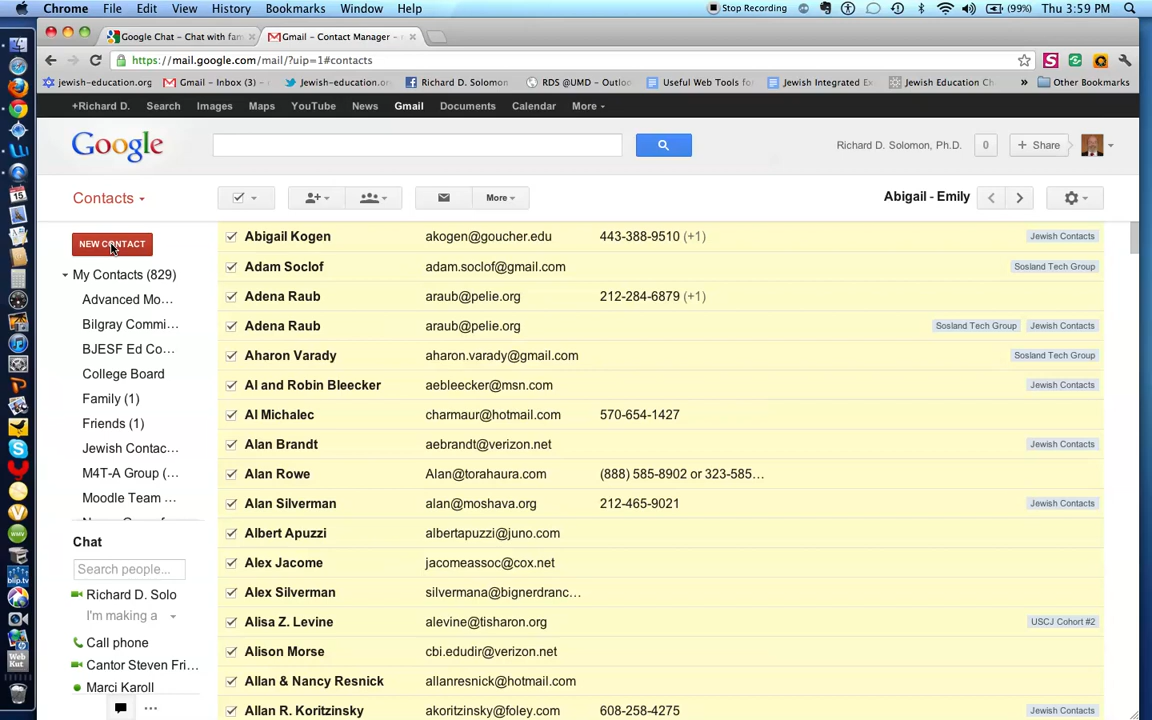 Chrome File Edit View History Bookmarks Window Help Stop Recording (99%) Thu 3:59 PM
Google Chat – Chat with fam Gmail – Contact Manager –
https://mail.google.com/mail/?uip=1#contacts
jewish-education.org Gmail – Inbox (3) – Jewish-education.org Richard D. Solomon RDS @UMD – Outloo Useful Web Tools for Jewish Integrated Ex Jewish Education Ch » Other Bookmarks
+Richard D. Search Images Maps YouTube News Gmail Documents Calendar More
Google Richard D. Solomon, Ph.D. 0 + Share
Contacts More Abigail - Emily
NEW CONTACT
My Contacts (829)
Advanced Mo…
Bilgray Commi…
BJESF Ed Co…
College Board
Family (1)
Friends (1)
Jewish Contac…
M4T-A Group (…
Moodle Team …
Chat
Search people...
Richard D. Solo
I'm making a
Call phone
Cantor Steven Fri…
Marci Karoll
Abigail Kogen akogen@goucher.edu 443-388-9510 (+1) Jewish Contacts
Adam Soclof adam.soclof@gmail.com Sosland Tech Group
Adena Raub araub@pelie.org 212-284-6879 (+1)
Adena Raub araub@pelie.org Sosland Tech Group Jewish Contacts
Aharon Varady aharon.varady@gmail.com Sosland Tech Group
Al and Robin Bleecker aebleecker@msn.com Jewish Contacts
Al Michalec charmaur@hotmail.com 570-654-1427
Alan Brandt aebrandt@verizon.net Jewish Contacts
Alan Rowe Alan@torahaura.com (888) 585-8902 or 323-585…
Alan Silverman alan@moshava.org 212-465-9021 Jewish Contacts
Albert Apuzzi albertapuzzi@juno.com
Alex Jacome jacomeassoc@cox.net
Alex Silverman silvermana@bignerdranc…
Alisa Z. Levine alevine@tisharon.org USCJ Cohort #2
Alison Morse cbi.edudir@verizon.net
Allan & Nancy Resnick allanresnick@hotmail.com
Allan R. Koritzinsky akoritzinsky@foley.com 608-258-4275 Jewish Contacts
WMV
blip.tv
Web
Kut